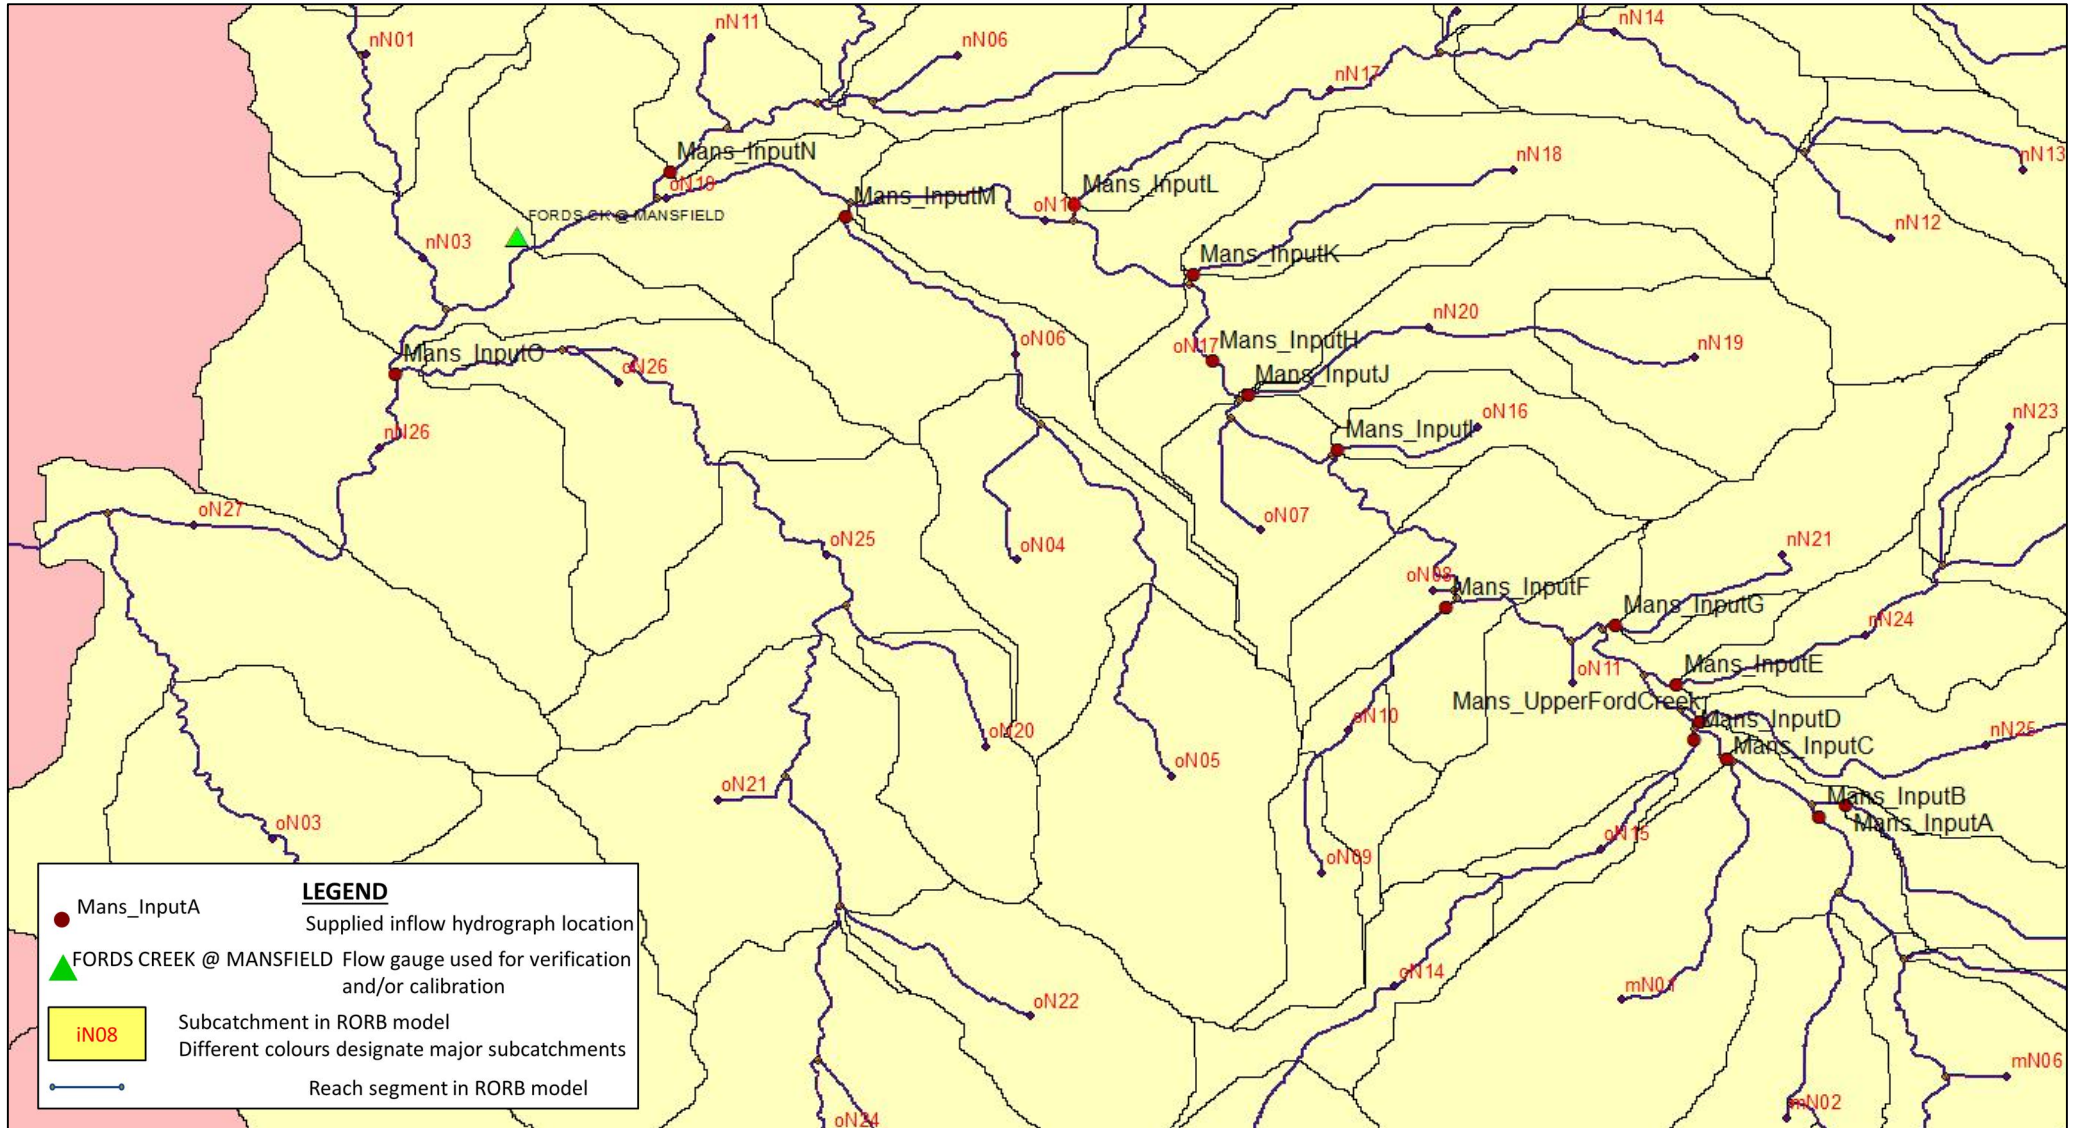 nN01
nN11
nN06
nN14
nN17
Mans_InputN
nN18
nN13
oN19
Mans_InputM
Mans_InputL
FORDS CK @ MANSFIELD
nN12
nN03
Mans_InputK
nN20
oN06
oN17
Mans_InputH
nN19
Mans_InputO
oN26
Mans_InputJ
oN16
nN23
nN26
oN27
oN07
oN25
oN04
nN21
oN08
Mans_InputF
Mans_InputG
nN24
oN11
Mans_InputE
Mans_UpperFordCreek
Mans_InputD
oN10
oN20
nN25
Mans_InputC
oN05
oN21
Mans_InputB
Mans_InputA
oN03
oN15
oN09
LEGEND
Mans_InputA
Supplied inflow hydrograph location
FORDS CREEK @ MANSFIELD Flow gauge used for verification
and/or calibration
iN08
Subcatchment in RORB model
Different colours designate major subcatchments
Reach segment in RORB model
oN14
oN22
mN06
mN02
oN24